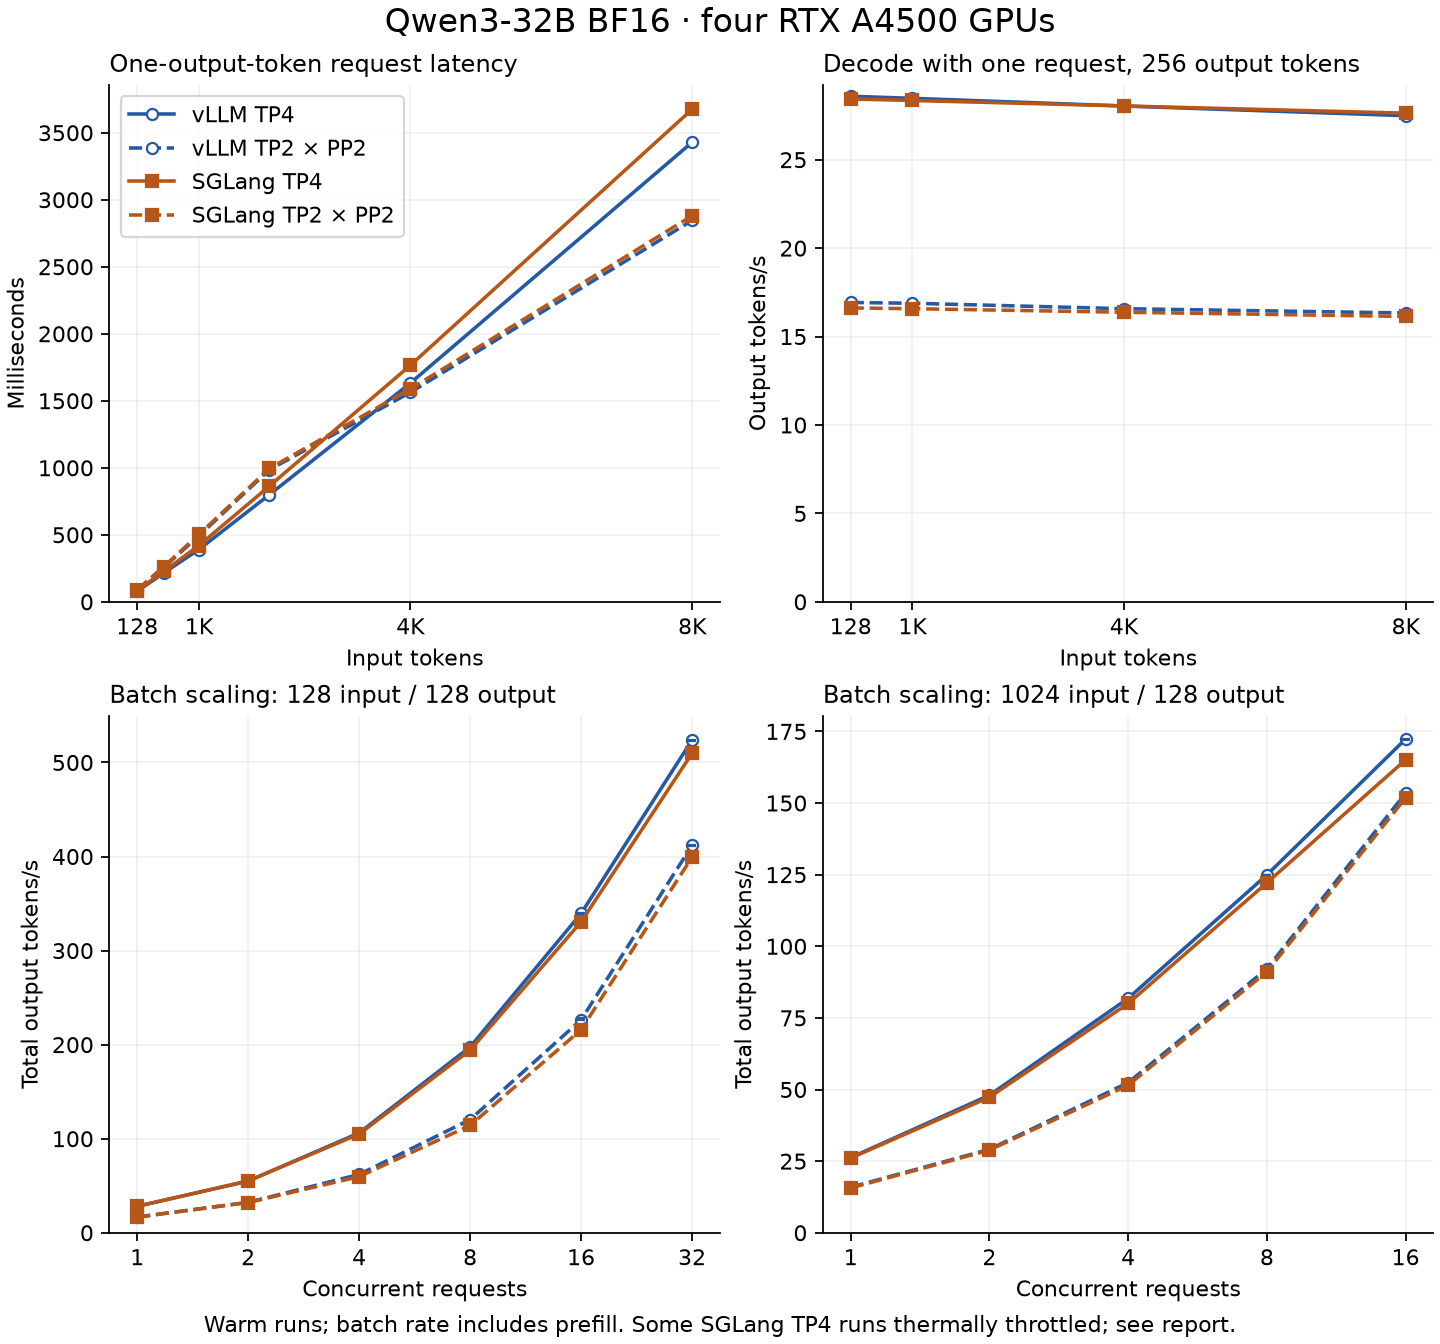 Qwen3-32B BF16 · four RTX A4500 GPUs
One-output-token request latency
vLLM TP4
vLLM TP2 × PP2
SGLang TP4
SGLang TP2 × PP2
Milliseconds
3500
3000
2500
2000
1500
1000
500
0
128 1K 4K 8K
Input tokens
Decode with one request, 256 output tokens
Output tokens/s
25
20
15
10
5
0
128 1K 4K 8K
Input tokens
Batch scaling: 128 input / 128 output
Total output tokens/s
500
400
300
200
100
0
1 2 4 8 16 32
Concurrent requests
Batch scaling: 1024 input / 128 output
Total output tokens/s
175
150
125
100
75
50
25
0
1 2 4 8 16
Concurrent requests
Warm runs; batch rate includes prefill. Some SGLang TP4 runs thermally throttled; see report.